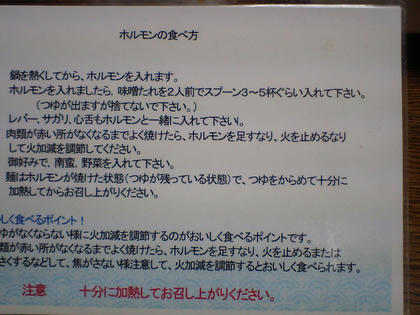 ホルモンの食べ方
鍋を熱くしてから、ホルモンを入れます。
ホルモンを入れましたら，味噌たれを2人前でスプーン3～5杯ぐらい入れて下さい。
（つゆが出ますが捨てないで下さい。）
レバー，サガリ，心舌もホルモンと一緒に入れて下さい。
肉類が赤い所がなくなるまでよく焼けたら、ホルモンを足すなり、火を止めるなり
して火加減を調節してください。
御好みで，南蛮，野菜を入れて下さい。
麺はホルモンが焼けた状態（つゆが残っている状態）で、つゆをからめて十分に
加熱してからお召し上がりください。
しく食べるポイント！
ゆがなくならない様に火加減を調節するのがおいしく食べるポイントです。
類が赤い所がなくなるまでよく焼けたら、ホルモンを足すなり、火を止めるまたは
さくするなどして、焦がさない様注意して、火加減を調節するとおいしく食べられます。
注意　十分に加熱してお召し上がりください。